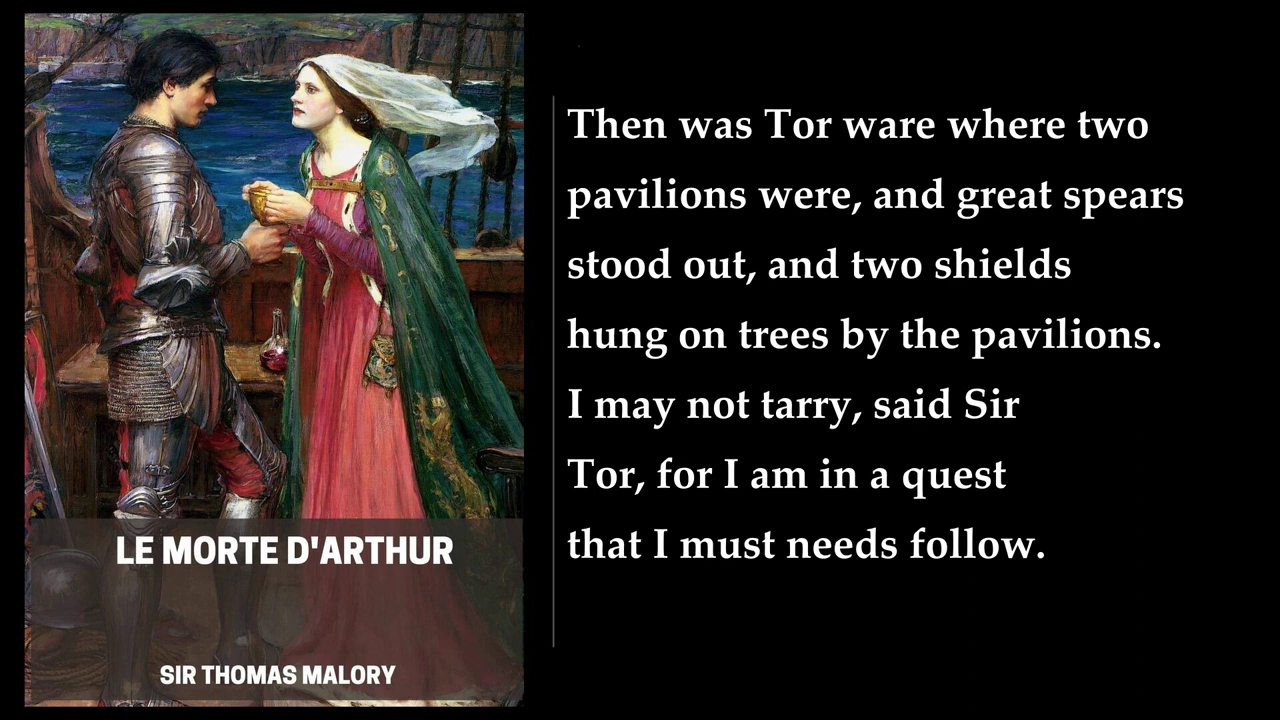 LE MORTE D'ARTHUR
SIR THOMAS MALORY
Then was Tor ware where two
pavilions were, and great spears
stood out, and two shields
hung on trees by the pavilions.
I may not tarry, said Sir
Tor, for I am in a quest
that I must needs follow.